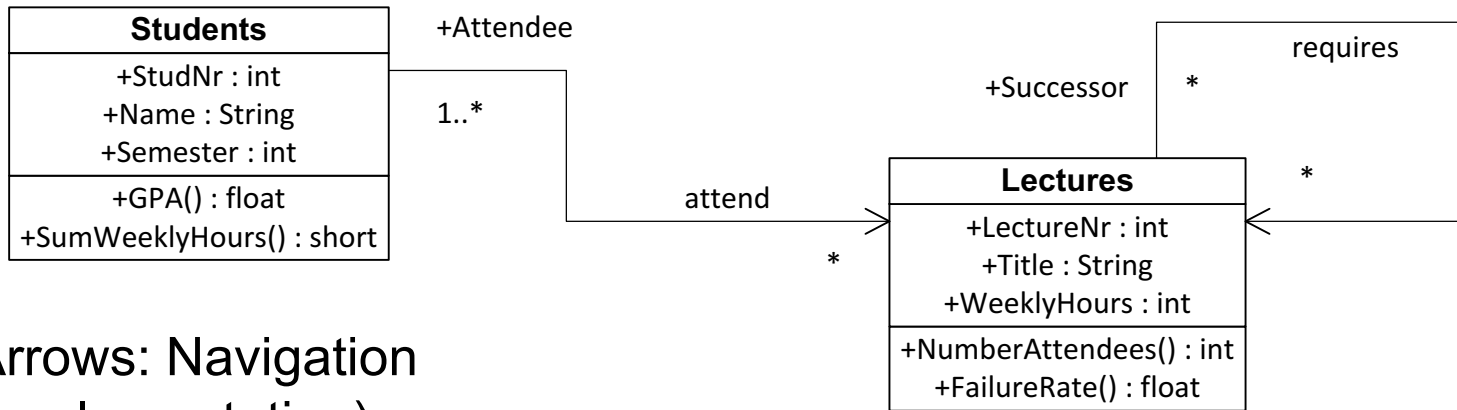 Students
+StudNr : int
+Name : String
+Semester : int
+GPA() : float
+SumWeeklyHours() : short
+Attendee
1..*
attend
*
+Successor
*
requires
*
Lectures
+LectureNr : int
+Title : String
+WeeklyHours : int
+NumberAttendees() : int
+FailureRate() : float
Arrows: Navigation